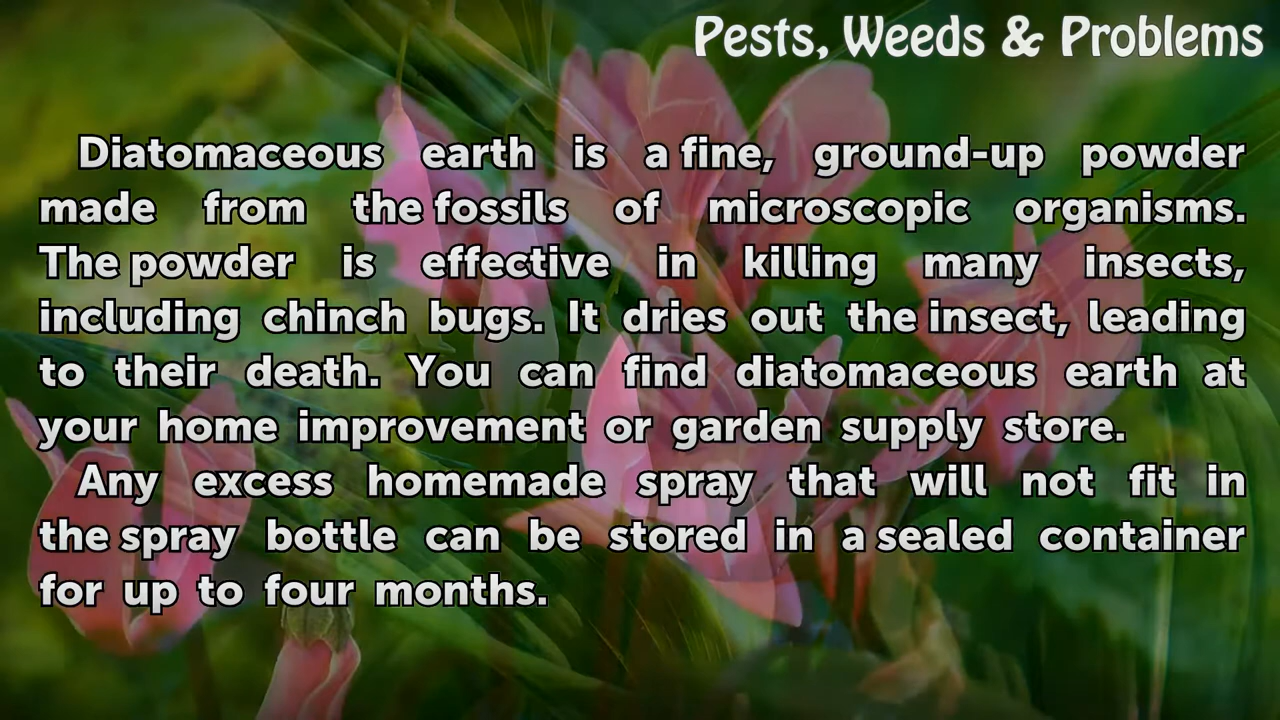 Pests, Weeds & Problems
Diatomaceous earth is a fine, ground-up powder
made from the fossils of microscopic organisms.
The powder is effective in killing many insects,
including chinch bugs. It dries out the insect, leading
to their death. You can find diatomaceous earth at
your home improvement or garden supply store.
Any excess homemade spray that will not fit in
the spray bottle can be stored in a sealed container
for up to four months.